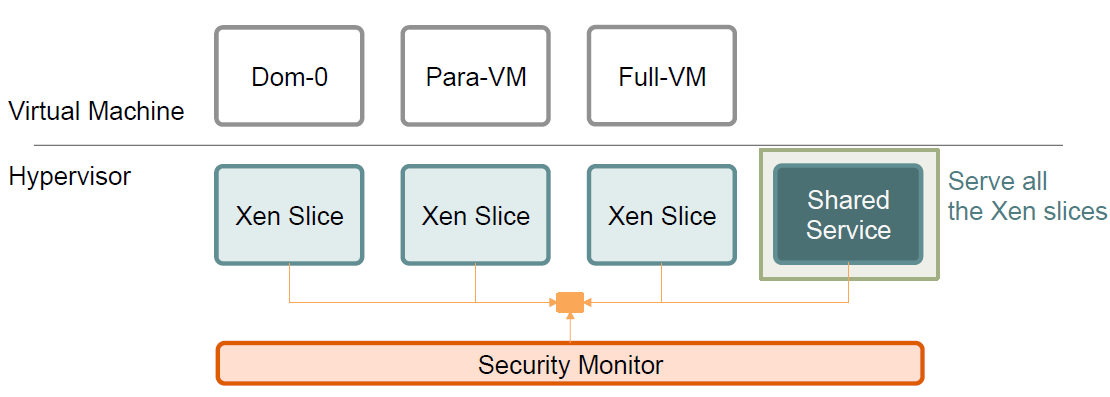 Dom-0
Para-VM
Full-VM
Virtual Machine
Hypervisor
Xen Slice
Xen Slice
Xen Slice
Shared
Service
Serve all
the Xen slices
Security Monitor